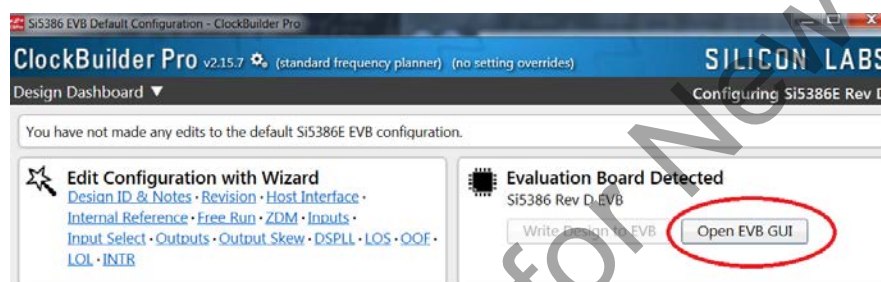 Si5386 EVB Default Configuration - ClockBuilder Pro
ClockBuilder Pro v2.15.7 (standard frequency planner) (no setting overrides) SILICON LABS
Design Dashboard ▼ Configuring Si5386E Rev D
You have not made any edits to the default Si5386E EVB configuration.
Edit Configuration with Wizard
Design ID & Notes · Revision · Host Interface ·
Internal Reference · Free Run · ZDM · Inputs ·
Input Select · Outputs · Output Skew · DSPLL · LOS · OOF ·
LOL · INTR
Evaluation Board Detected
Si5386 Rev D EVB
Write Design to EVB Open EVB GUI
for New